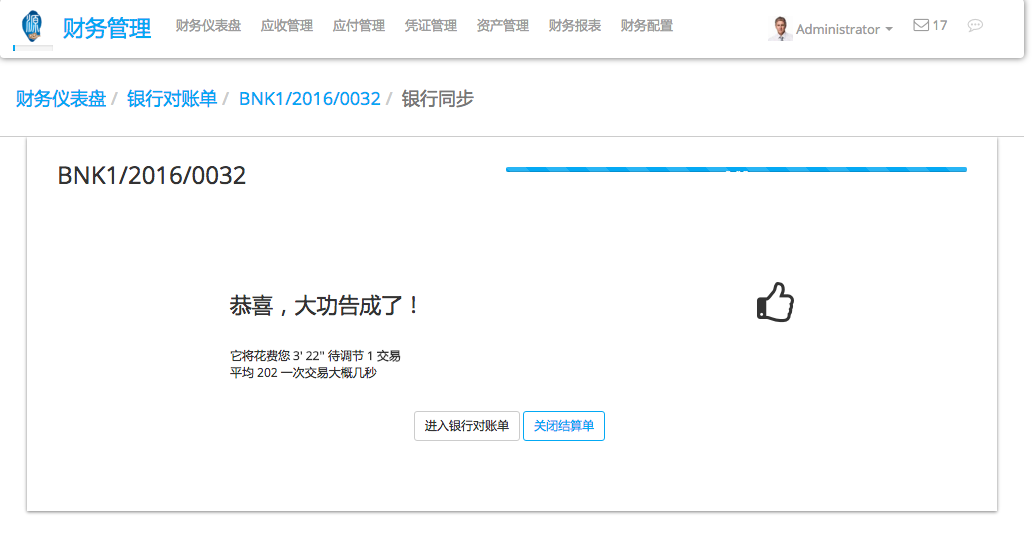 源
财务管理
财务仪表盘 应收管理 应付管理 凭证管理 资产管理 财务报表 财务配置
Administrator
17
财务仪表盘 / 银行对账单 / BNK1/2016/0032 / 银行同步
BNK1/2016/0032
恭喜，大功告成了！
它将花费您 3' 22" 待调节 1 交易
平均 202 一次交易大概几秒
进入银行对账单 关闭结算单